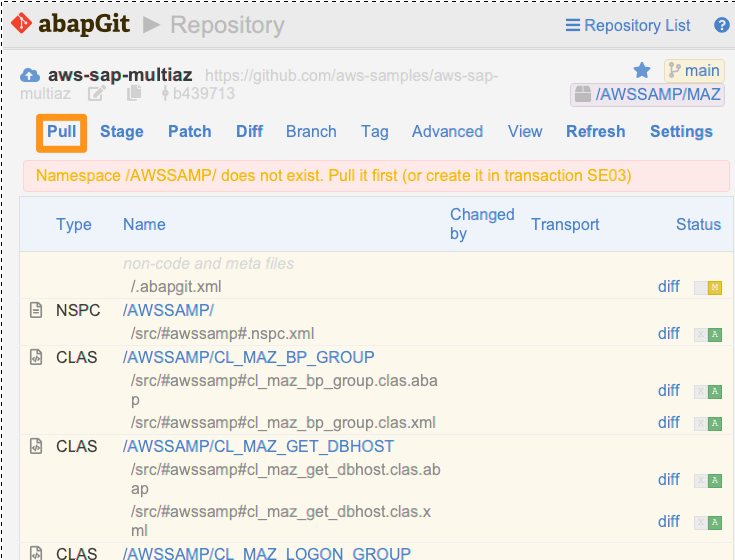 abapGit ▶ Repository
Repository List
aws-sap-multiaz https://github.com/aws-samples/aws-sap-
multiaz b439713
main
/AWSSAMP/MAZ
Pull Stage Patch Diff Branch Tag Advanced View Refresh Settings
Namespace /AWSSAMP/ does not exist. Pull it first (or create it in transaction SE03)
Type Name Changed by Transport Status
non-code and meta files
/.abapgit.xml diff M
NSPC /AWSSAMP/
/src/#awssamp#.nspc.xml diff X A
CLAS /AWSSAMP/CL_MAZ_BP_GROUP
/src/#awssamp#cl_maz_bp_group.clas.aba
p diff X A
/src/#awssamp#cl_maz_bp_group.clas.xml diff X A
CLAS /AWSSAMP/CL_MAZ_GET_DBHOST
/src/#awssamp#cl_maz_get_dbhost.clas.ab
ap diff X A
/src/#awssamp#cl_maz_get_dbhost.clas.x
ml diff X A
CLAS /AWSSAMP/CL_MAZ_LOGON_GROUP